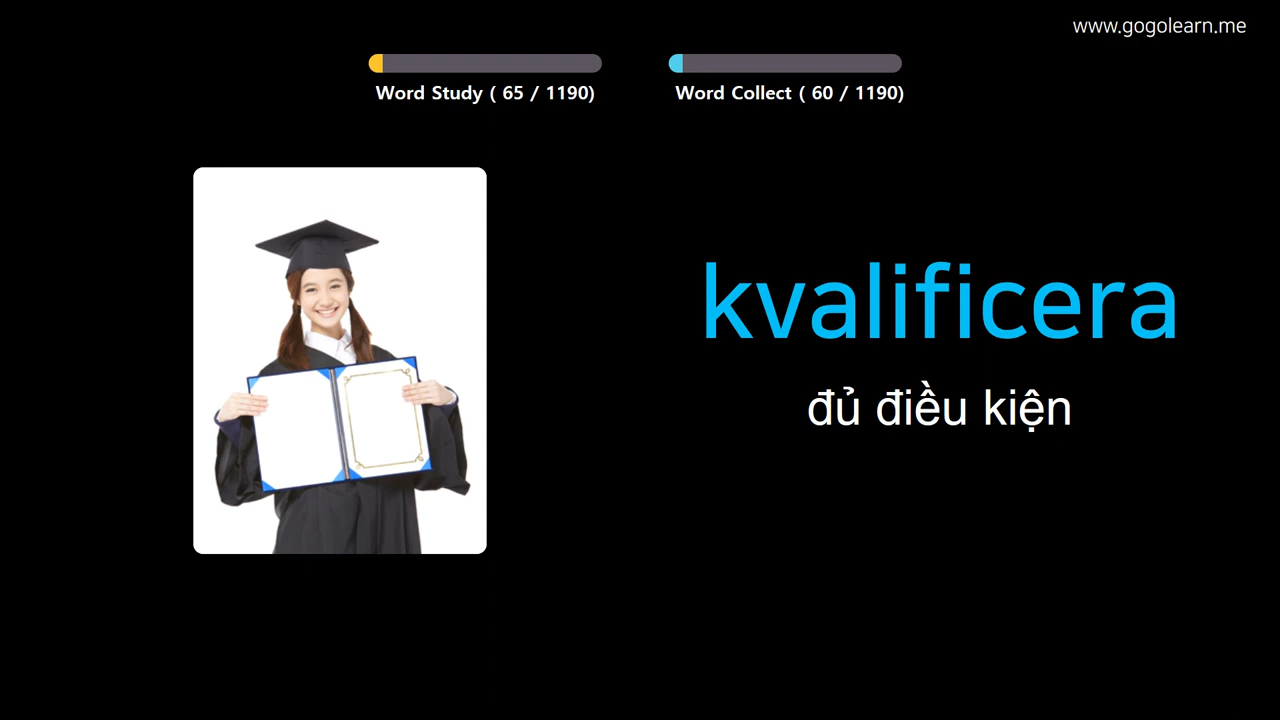 www.gogolearn.me
Word Study ( 65 / 1190)
Word Collect ( 60 / 1190)
kvalificera
đủ điều kiện